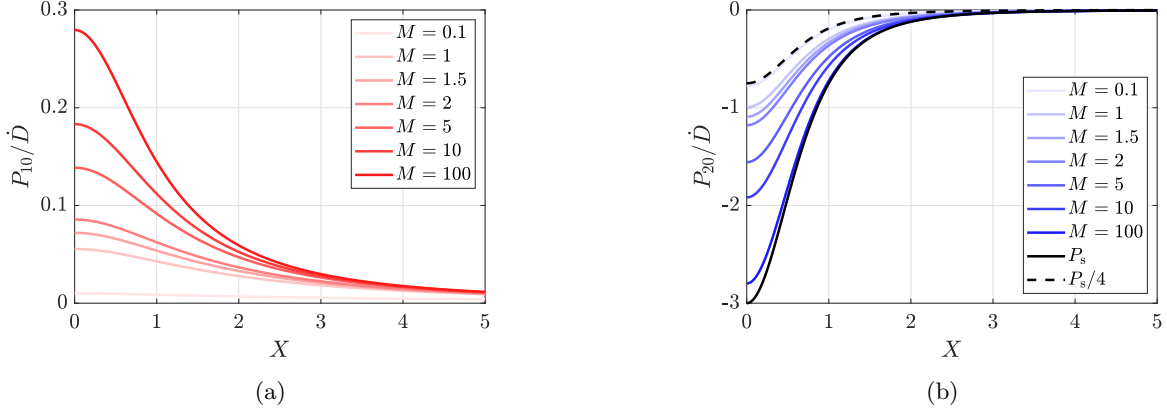 0.3
0.2
0.1
0
P₁₀/Ḋ
M = 0.1
M = 1
M = 1.5
M = 2
M = 5
M = 10
M = 100
0 1 2 3 4 5
X
(a)
0
-1
-2
-3
P₂₀/Ḋ
M = 0.1
M = 1
M = 1.5
M = 2
M = 5
M = 10
M = 100
Pₛ
Pₛ/4
0 1 2 3 4 5
X
(b)